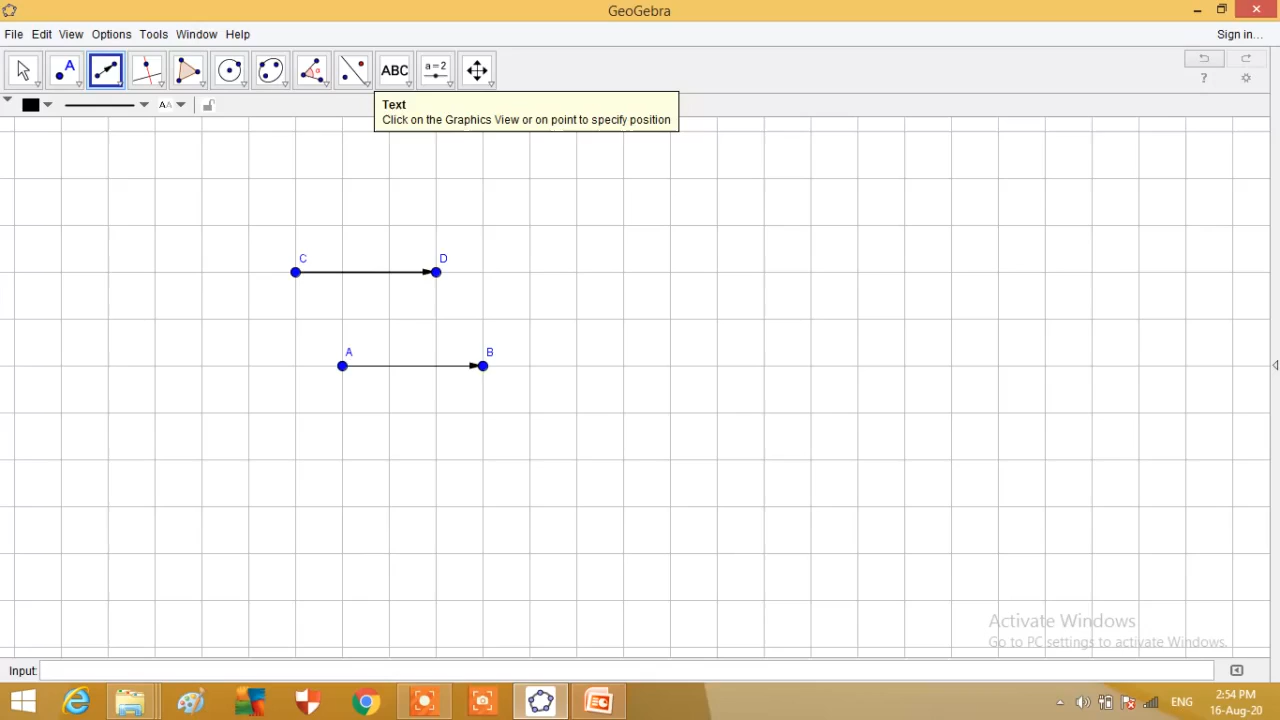 GeoGebra
File Edit View Options Tools Window Help
Sign in...
A
ABC
a = 2
?
AA
Text
Click on the Graphics View or on point to specify position
C
D
A
B
Activate Windows
Go to PC settings to activate Windows.
Input:
ENG
2:54 PM
16-Aug-20